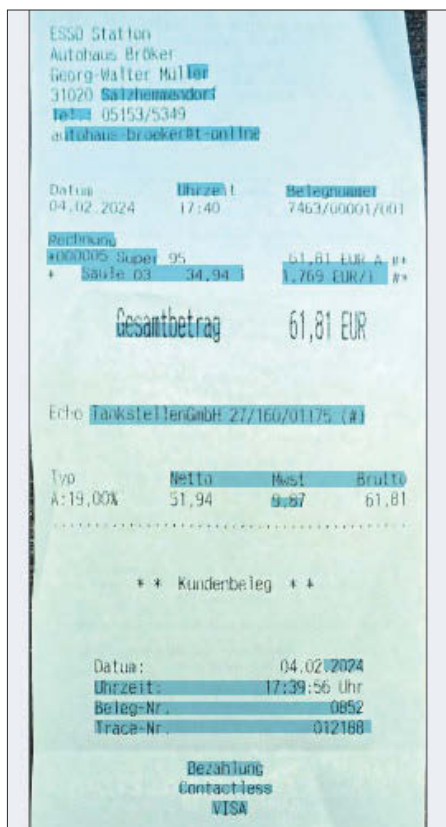 ESSO Station
Autohaus Bröker
Georg-Walter Müller
31020 Salzhemmendorf
Tel.: 05153/5349
autohaus-broeker@t-online
Datum Uhrzeit Belegnummer
04.02.2024 17:40 7463/00001/001
Rechnung
*000005 Super 95 61,81 EUR A #*
* Säule 03 34,94 l 1,769 EUR/l #*
Gesamtbetrag 61,81 EUR
Echo TankstellenGmbH 27/160/01175 (#)
Typ Netto Mwst Brutto
A:19,00% 51,94 9,87 61,81
* * Kundenbeleg * *
Datum: 04.02.2024
Uhrzeit: 17:39:56 Uhr
Beleg-Nr. 0852
Trace-Nr. 012188
Bezahlung
Contactless
VISA